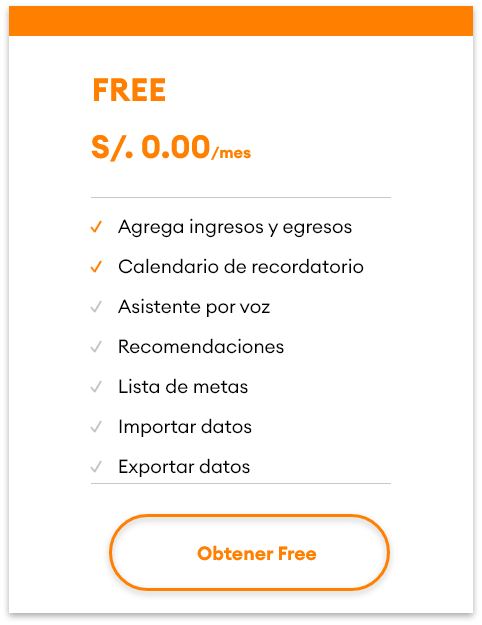 FREE
S/. 0.00/mes
Agrega ingresos y egresos
Calendario de recordatorio
Asistente por voz
Recomendaciones
Lista de metas
Importar datos
Exportar datos
Obtener Free